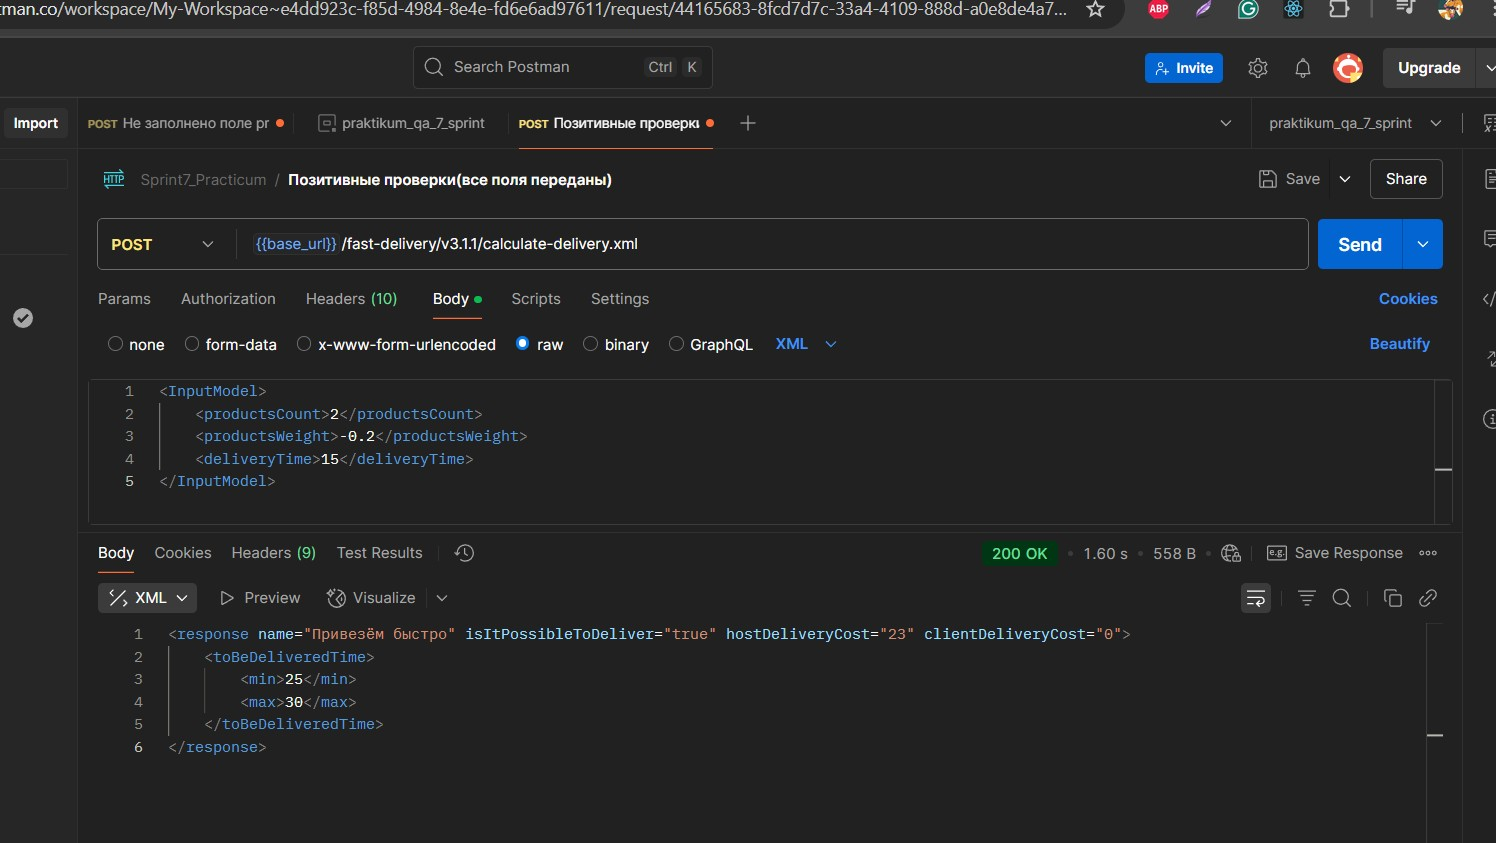 tman.co/workspace/My-Workspace~e4dd923c-f85d-4984-8e4e-fd6e6ad97611/request/44165683-8fcd7d7c-33a4-4109-888d-a0e8de4a7...
ABP
Search Postman Ctrl K
Invite
Upgrade
Import
POST Не заполнено поле pr
praktikum_qa_7_sprint
POST Позитивные проверки
praktikum_qa_7_sprint
HTTP Sprint7_Practicum / Позитивные проверки(все поля переданы)
Save
Share
POST {{base_url}}/fast-delivery/v3.1.1/calculate-delivery.xml
Send
Params Authorization Headers (10) Body Scripts Settings Cookies
none form-data x-www-form-urlencoded raw binary GraphQL XML Beautify
1 <InputModel>
2 <productsCount>2</productsCount>
3 <productsWeight>-0.2</productsWeight>
4 <deliveryTime>15</deliveryTime>
5 </InputModel>
Body Cookies Headers (9) Test Results 200 OK • 1.60 s • 558 B • e.g. Save Response
XML Preview Visualize
1 <response name="Привезём быстро" isItPossibleToDeliver="true" hostDeliveryCost="23" clientDeliveryCost="0">
2 <toBeDeliveredTime>
3 <min>25</min>
4 <max>30</max>
5 </toBeDeliveredTime>
6 </response>